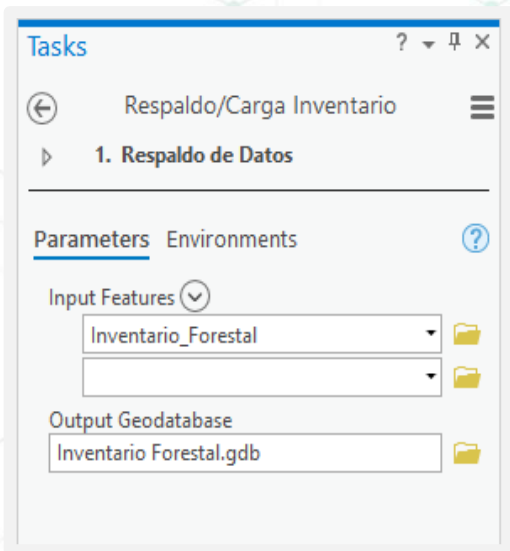 Tasks
Respaldo/Carga Inventario
1. Respaldo de Datos
Parameters Environments
Input Features
Inventario_Forestal
Output Geodatabase
Inventario Forestal.gdb